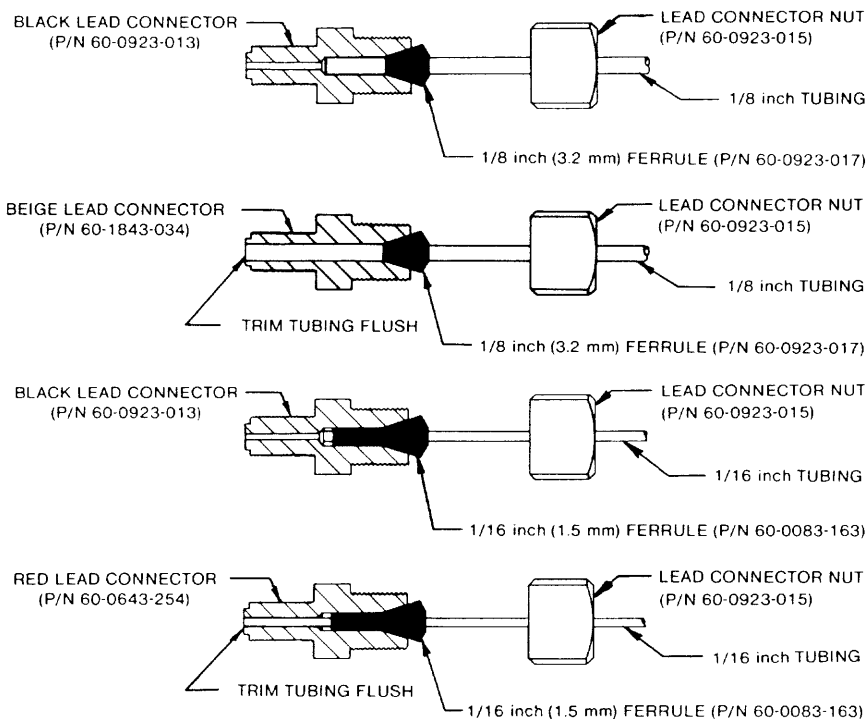 BLACK LEAD CONNECTOR
(P/N 60-0923-013)
LEAD CONNECTOR NUT
(P/N 60-0923-015)
1/8 inch TUBING
1/8 inch (3.2 mm) FERRULE (P/N 60-0923-017)
BEIGE LEAD CONNECTOR
(P/N 60-1843-034)
LEAD CONNECTOR NUT
(P/N 60-0923-015)
1/8 inch TUBING
TRIM TUBING FLUSH
1/8 inch (3.2 mm) FERRULE (P/N 60-0923-017)
BLACK LEAD CONNECTOR
(P/N 60-0923-013)
LEAD CONNECTOR NUT
(P/N 60-0923-015)
1/16 inch TUBING
1/16 inch (1.5 mm) FERRULE (P/N 60-0083-163)
RED LEAD CONNECTOR
(P/N 60-0643-254)
LEAD CONNECTOR NUT
(P/N 60-0923-015)
1/16 inch TUBING
TRIM TUBING FLUSH
1/16 inch (1.5 mm) FERRULE (P/N 60-0083-163)